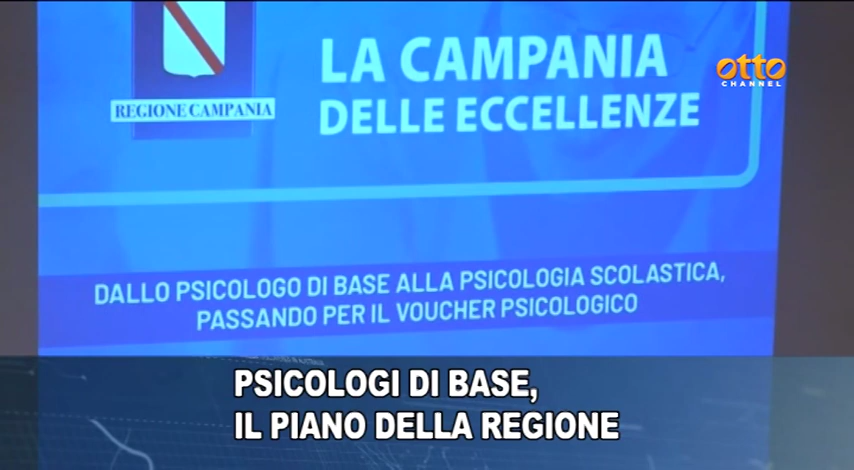 REGIONE CAMPANIA
LA CAMPANIA
DELLE ECCELLENZE
otto
CHANNEL
DALLO PSICOLOGO DI BASE ALLA PSICOLOGIA SCOLASTICA,
PASSANDO PER IL VOUCHER PSICOLOGICO
PSICOLOGI DI BASE,
IL PIANO DELLA REGIONE